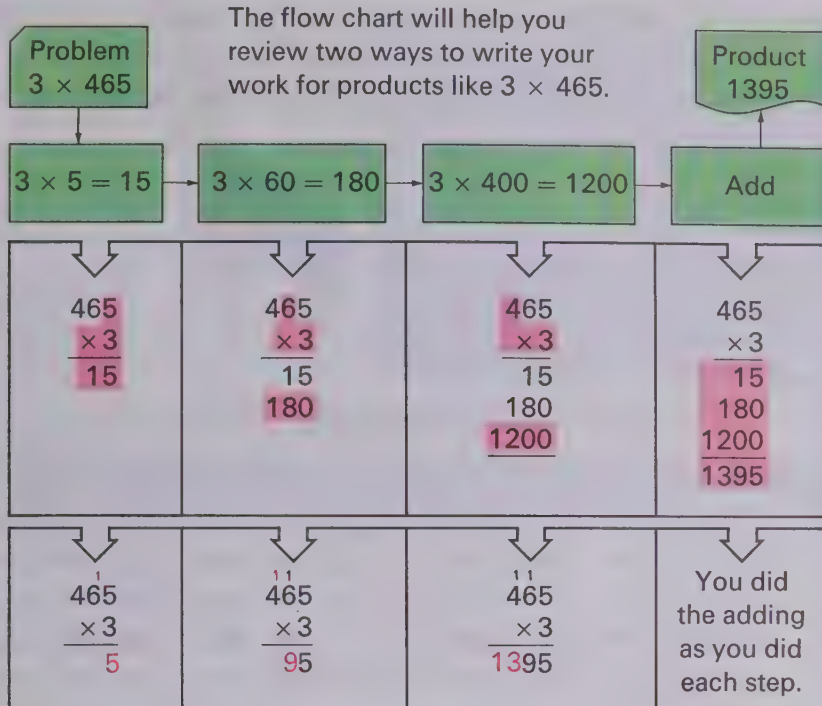 The flow chart will help you
review two ways to write your
work for products like 3 × 465.
Problem
3 × 465
Product
1395
3 × 5 = 15
3 × 60 = 180
3 × 400 = 1200
Add
465
×3
15
465
×3
15
180
465
×3
15
180
1200
465
×3
15
180
1200
1395
1
465
×3
5
11
465
×3
95
11
465
×3
1395
You did
the adding
as you did
each step.